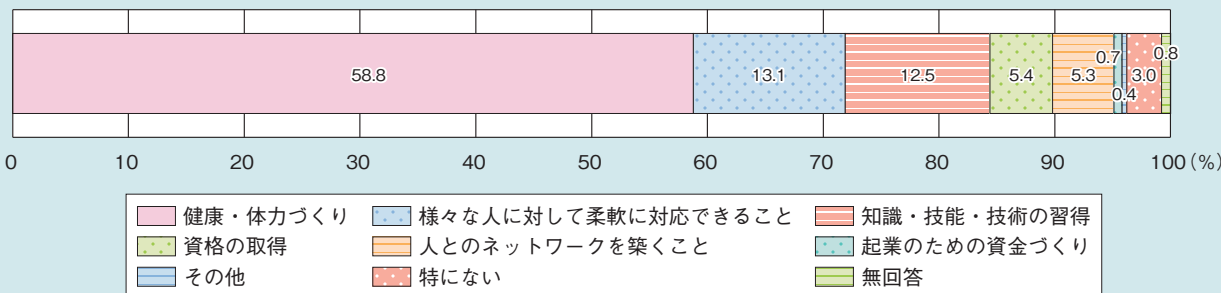 58.8 13.1 12.5 5.4 5.3 0.7 0.4 3.0 0.8
0 10 20 30 40 50 60 70 80 90 100(%)
健康・体力づくり 様々な人に対して柔軟に対応できること 知識・技能・技術の習得
資格の取得 人とのネットワークを築くこと 起業のための資金づくり
その他 特にない 無回答